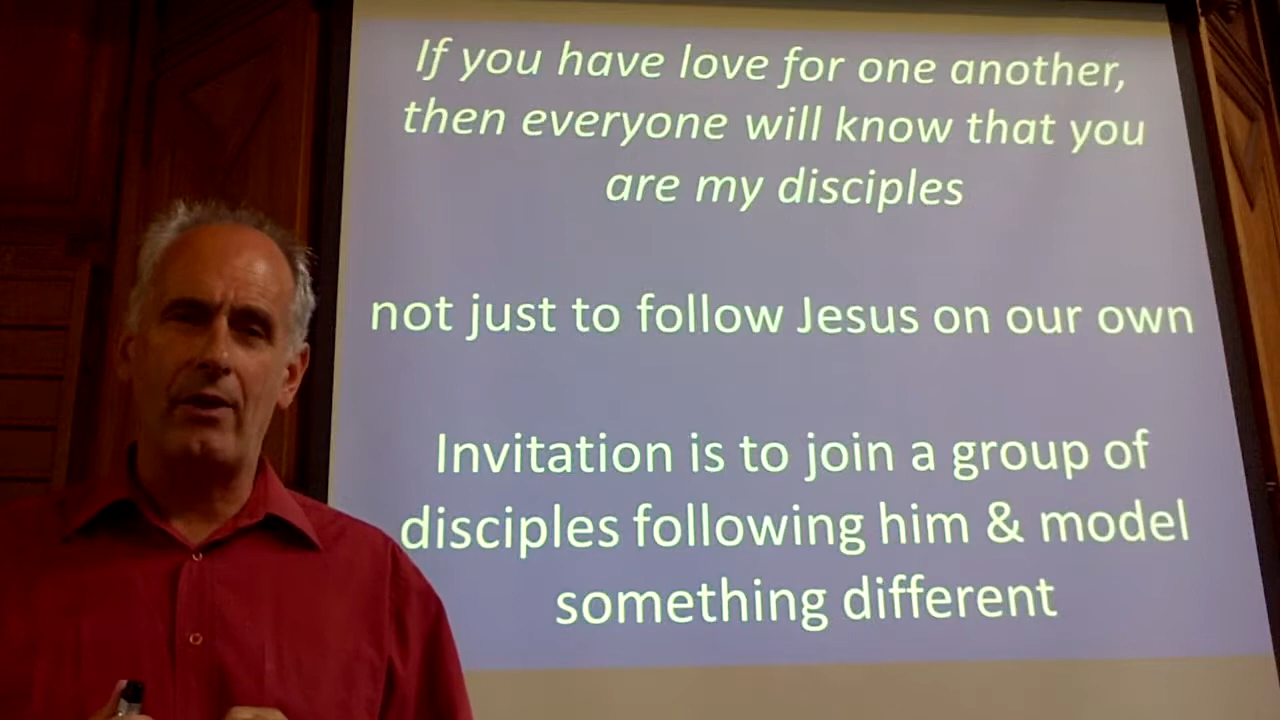 If you have love for one another,
then everyone will know that you
are my disciples
not just to follow Jesus on our own
Invitation is to join a group of
disciples following him & model
something different